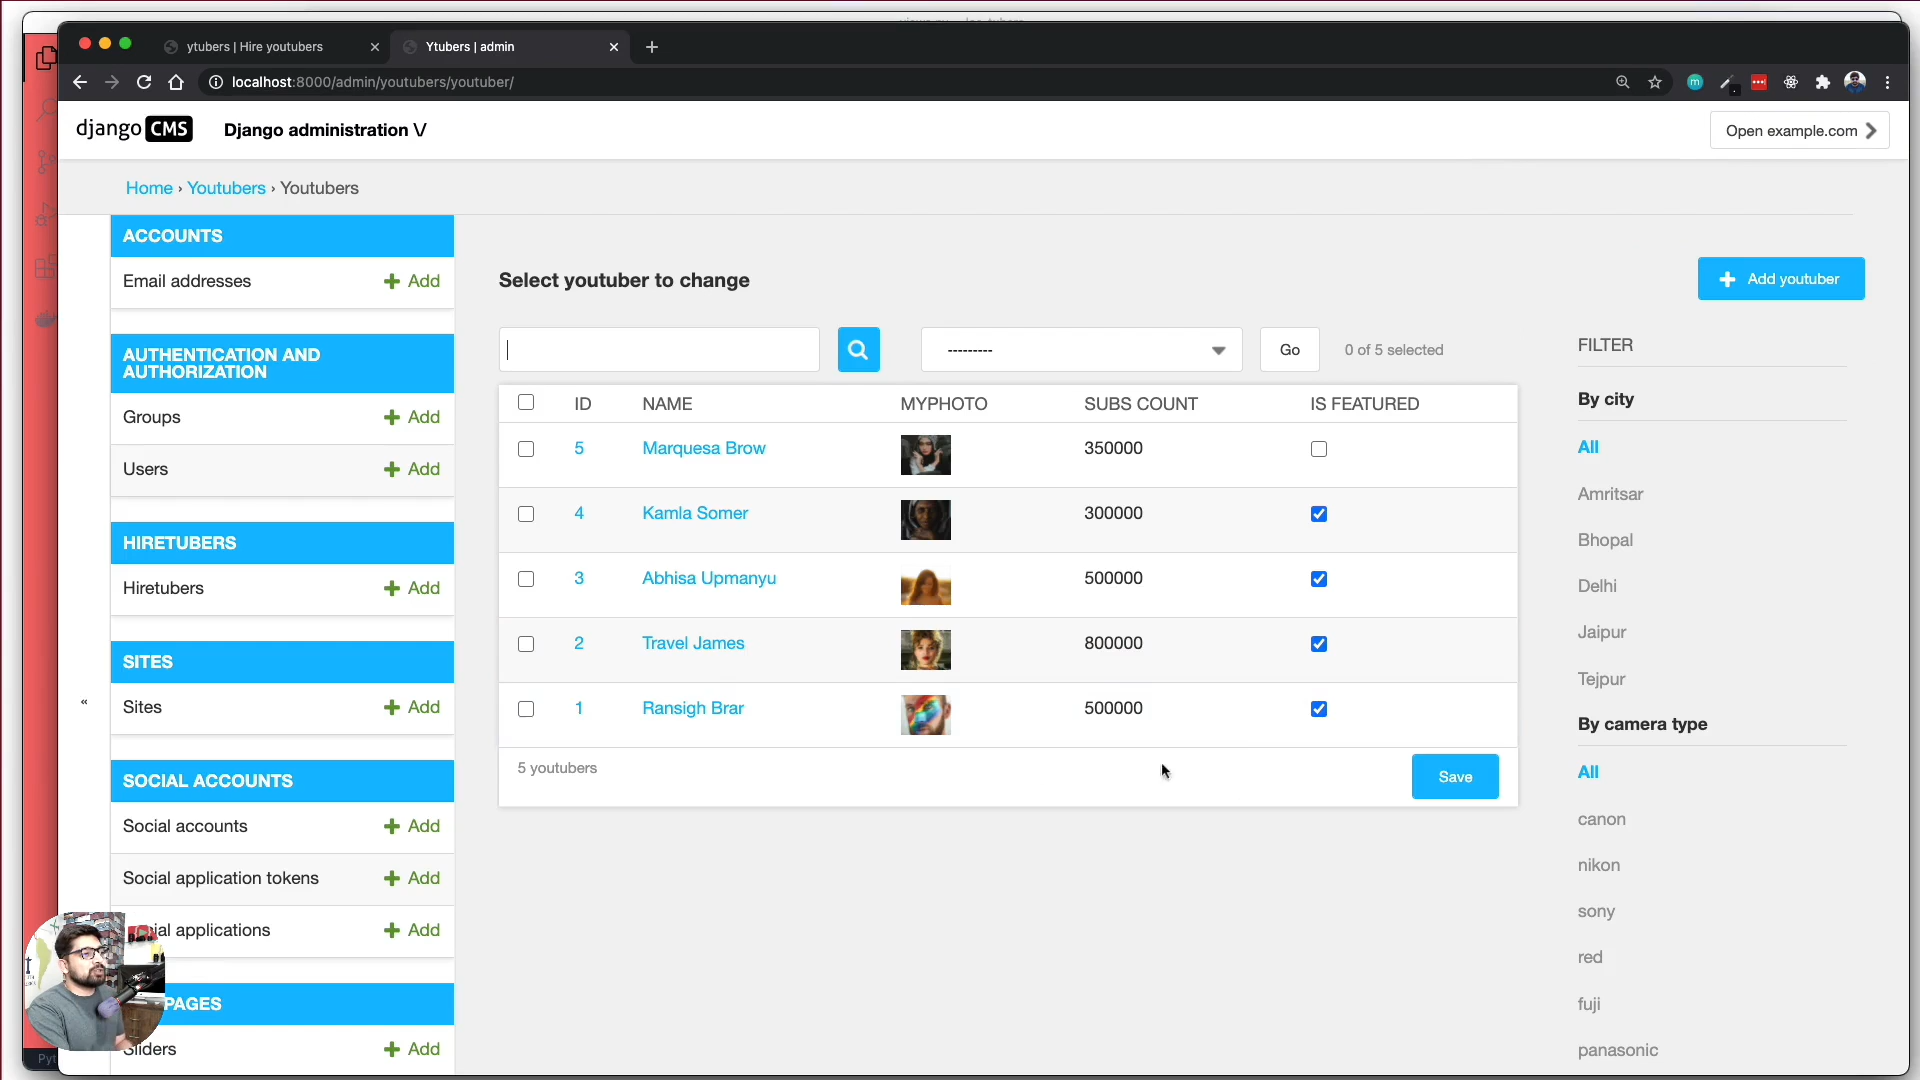 ytubers | Hire youtubers
Ytubers | admin
localhost:8000/admin/youtubers/youtuber/
django CMS
Django administration V
Open example.com
Home › Youtubers › Youtubers
ACCOUNTS
Email addresses
Add
AUTHENTICATION AND
AUTHORIZATION
Groups
Add
Users
Add
HIRETUBERS
Hiretubers
Add
SITES
Sites
Add
«
SOCIAL ACCOUNTS
Social accounts
Add
Social application tokens
Add
ial applications
Add
PAGES
Sliders
Add
Pyt
Select youtuber to change
Add youtuber
---------
Go
0 of 5 selected
ID NAME MYPHOTO SUBS COUNT IS FEATURED
5 Marquesa Brow 350000
4 Kamla Somer 300000
3 Abhisa Upmanyu 500000
2 Travel James 800000
1 Ransigh Brar 500000
5 youtubers
Save
FILTER
By city
All
Amritsar
Bhopal
Delhi
Jaipur
Tejpur
By camera type
All
canon
nikon
sony
red
fuji
panasonic